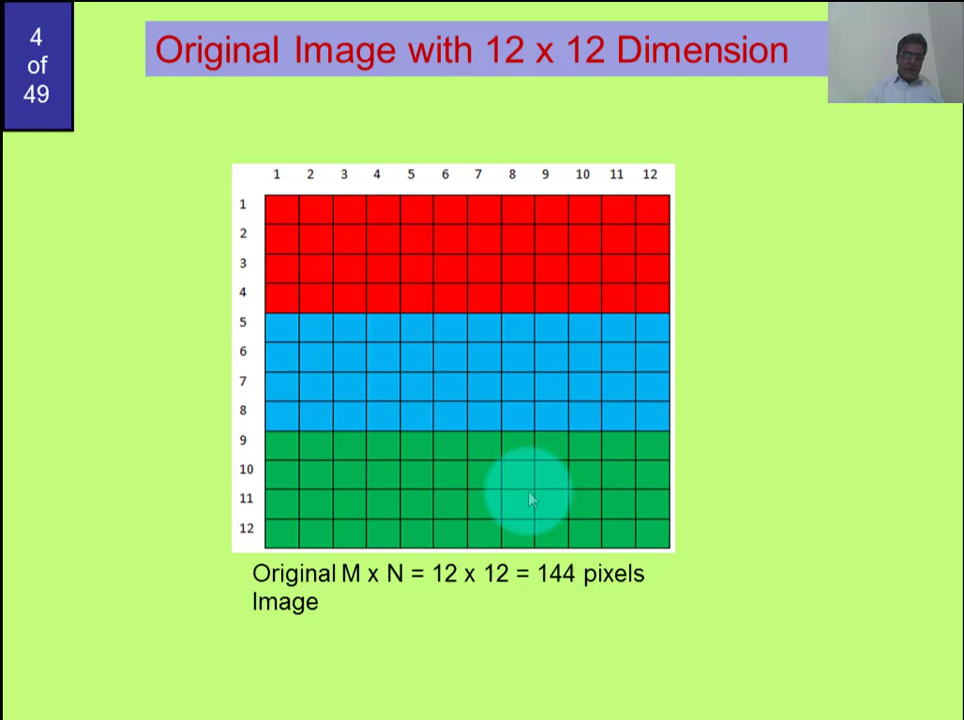 4
of
49
Original Image with 12 x 12 Dimension
1 2 3 4 5 6 7 8 9 10 11 12
1
2
3
4
5
6
7
8
9
10
11
12
Original M x N = 12 x 12 = 144 pixels
Image